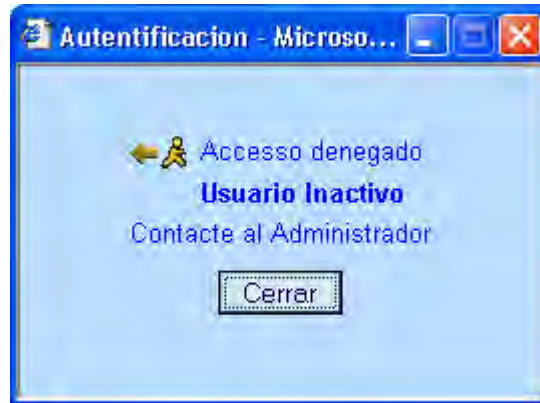 Autentificacion - Microso...
Accesso denegado
Usuario Inactivo
Contacte al Administrador
Cerrar